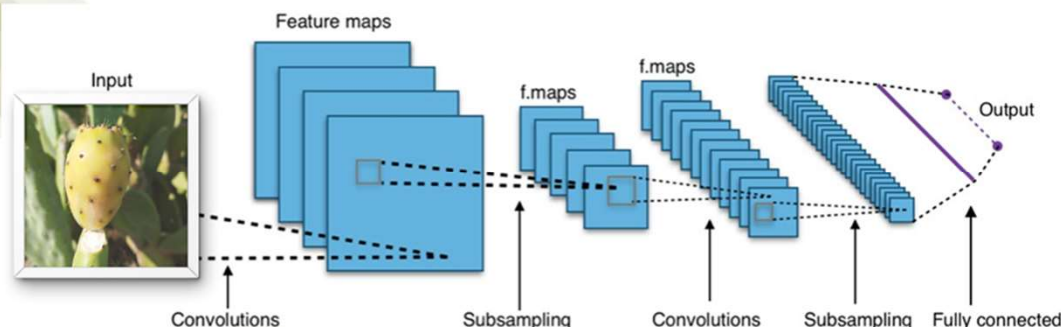 Feature maps
Input
f.maps
f.maps
Output
Convolutions
Subsampling
Convolutions
Subsampling
Fully connected